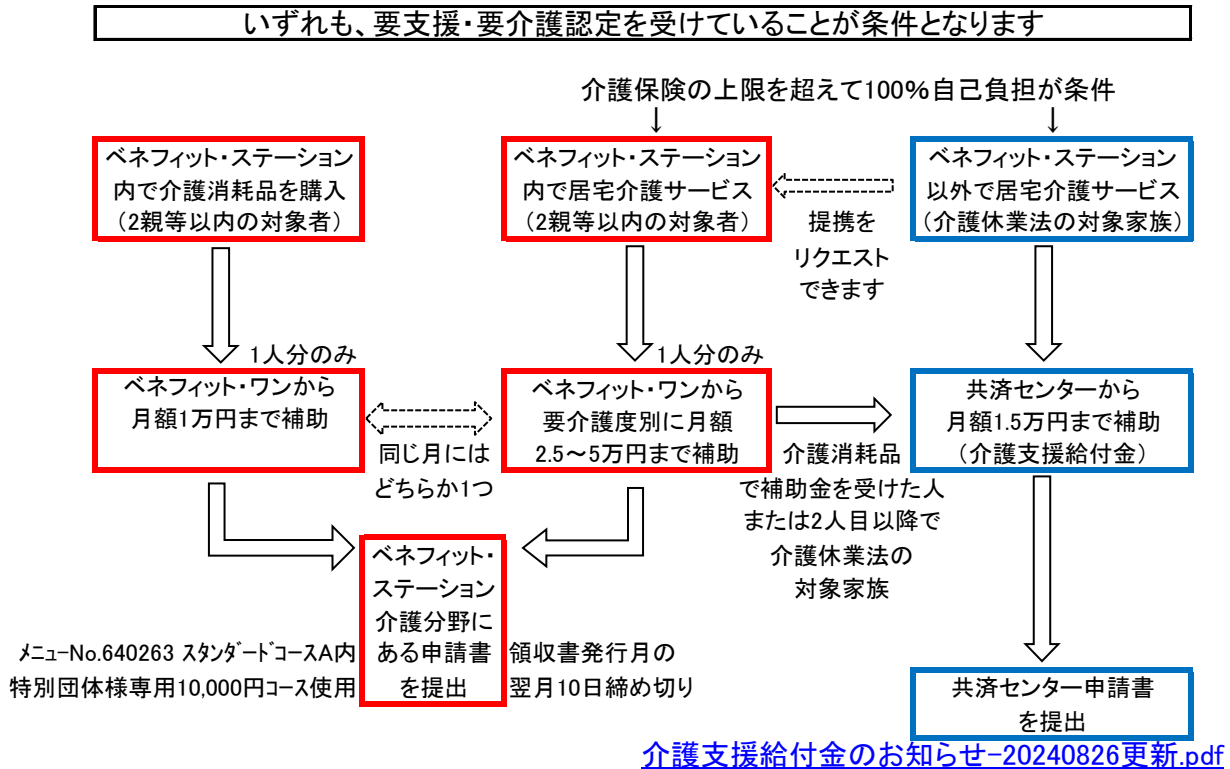 いずれも、要支援・要介護認定を受けていることが条件となります
介護保険の上限を超えて100%自己負担が条件
↓
↓
ベネフィット・ステーション
内で介護消耗品を購入
（2親等以内の対象者）
ベネフィット・ステーション
内で居宅介護サービス
（2親等以内の対象者）
提携を
リクエスト
できます
ベネフィット・ステーション
以外で居宅介護サービス
（介護休業法の対象家族）
1人分のみ
ベネフィット・ワンから
月額1万円まで補助
同じ月には
どちらか1つ
1人分のみ
ベネフィット・ワンから
要介護度別に月額
2.5～5万円まで補助
介護消耗品
で補助金を受けた人
または2人目以降で
介護休業法の
対象家族
共済センターから
月額1.5万円まで補助
（介護支援給付金）
ベネフィット・
ステーション
介護分野に
ある申請書
を提出
ﾒﾆｭｰNo.640263 ｽﾀﾝﾀﾞｰﾄﾞｺｰｽA内
特別団体様専用10,000円ｺｰｽ使用
領収書発行月の
翌月10日締め切り
共済センター申請書
を提出
介護支援給付金のお知らせ-20240826更新.pdf